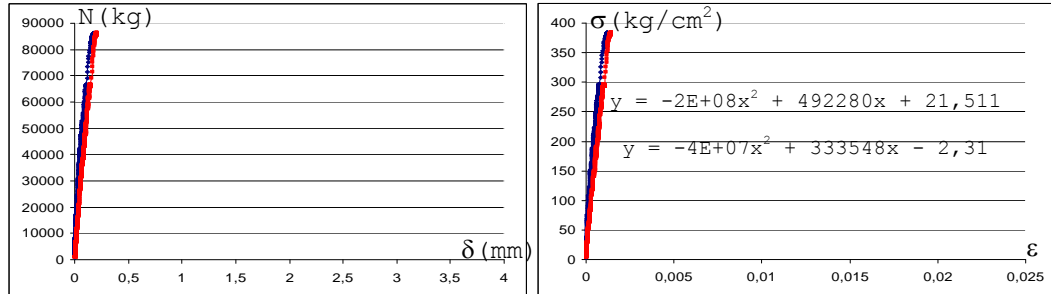 N(kg)
90000
80000
70000
60000
50000
40000
30000
20000
10000
0
δ(mm)
0 0,5 1 1,5 2 2,5 3 3,5 4
σ(kg/cm²)
400
350
300
250
y = -2E+08x² + 492280x + 21,511
200
y = -4E+07x² + 333548x - 2,31
150
100
50
0
ε
0 0,005 0,01 0,015 0,02 0,025